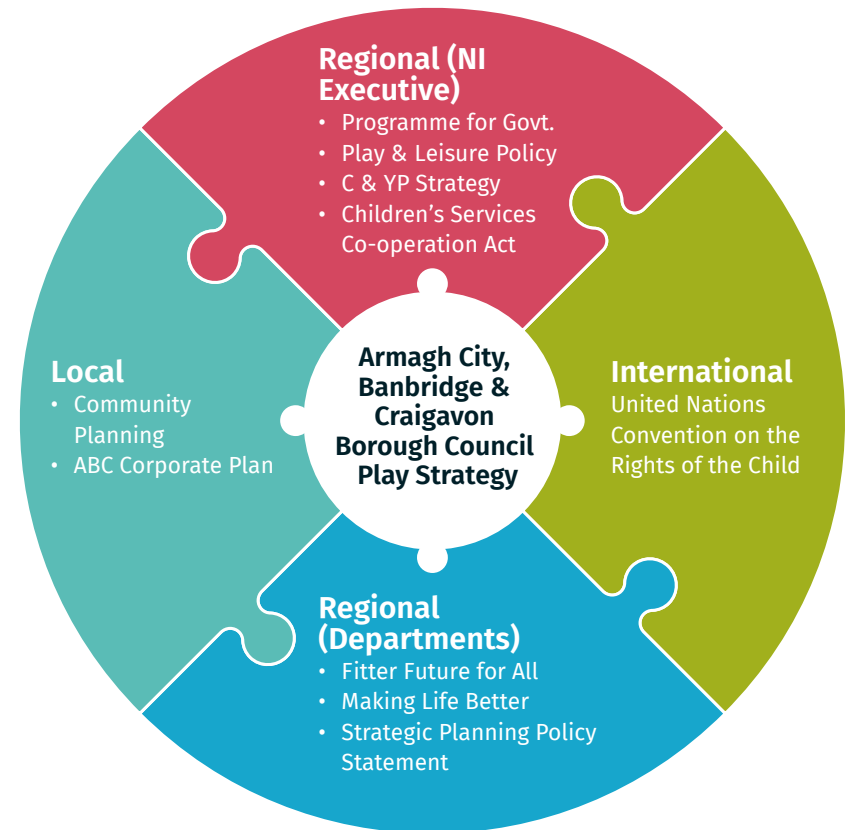 Regional (NI
Executive)
• Programme for Govt.
• Play & Leisure Policy
• C & YP Strategy
• Children’s Services
Co-operation Act
Local
• Community
Planning
• ABC Corporate Plan
Armagh City,
Banbridge &
Craigavon
Borough Council
Play Strategy
International
United Nations
Convention on the
Rights of the Child
Regional
(Departments)
• Fitter Future for All
• Making Life Better
• Strategic Planning Policy
Statement